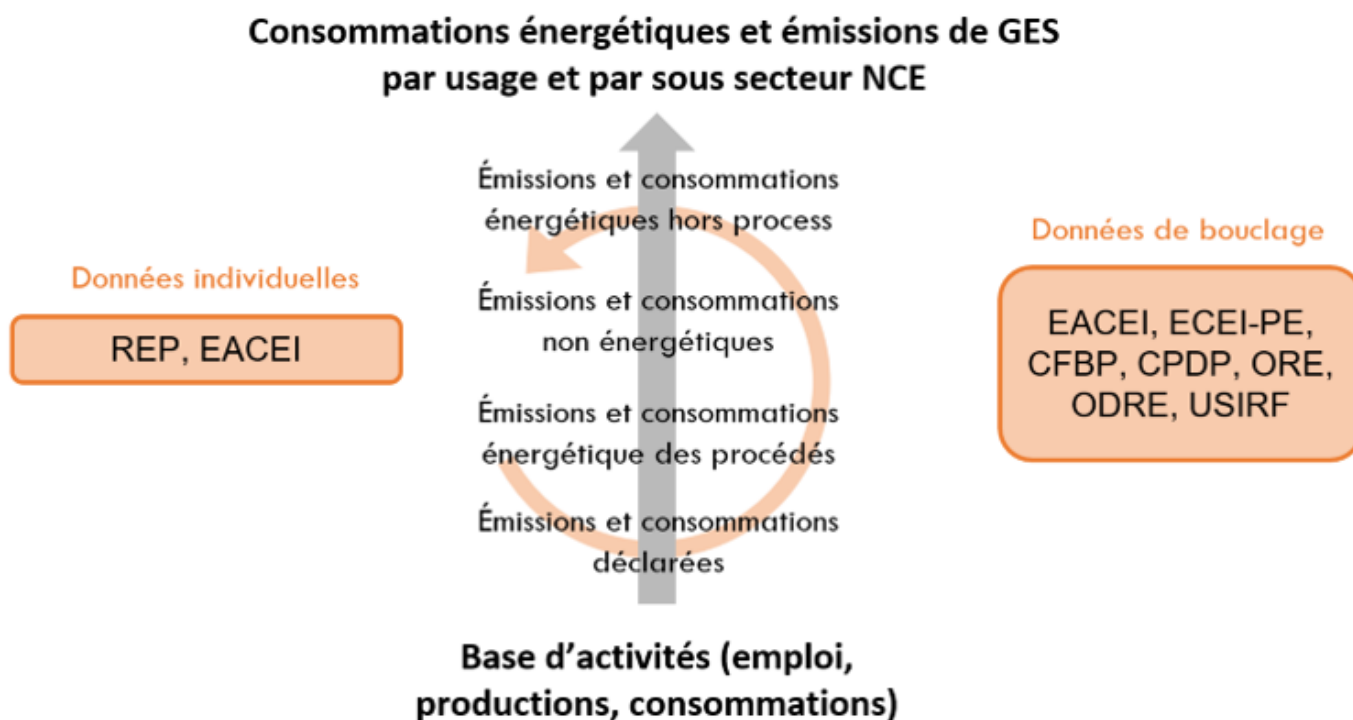 Consommations énergétiques et émissions de GES
par usage et par sous secteur NCE
Émissions et consommations
énergétiques hors process
Données de bouclage
Données individuelles
Émissions et consommations
non énergétiques
REP, EACEI
EACEI, ECEI-PE,
CFBP, CPDP, ORE,
ODRE, USIRF
Émissions et consommations
énergétique des procédés
Émissions et consommations
déclarées
Base d’activités (emploi,
productions, consommations)